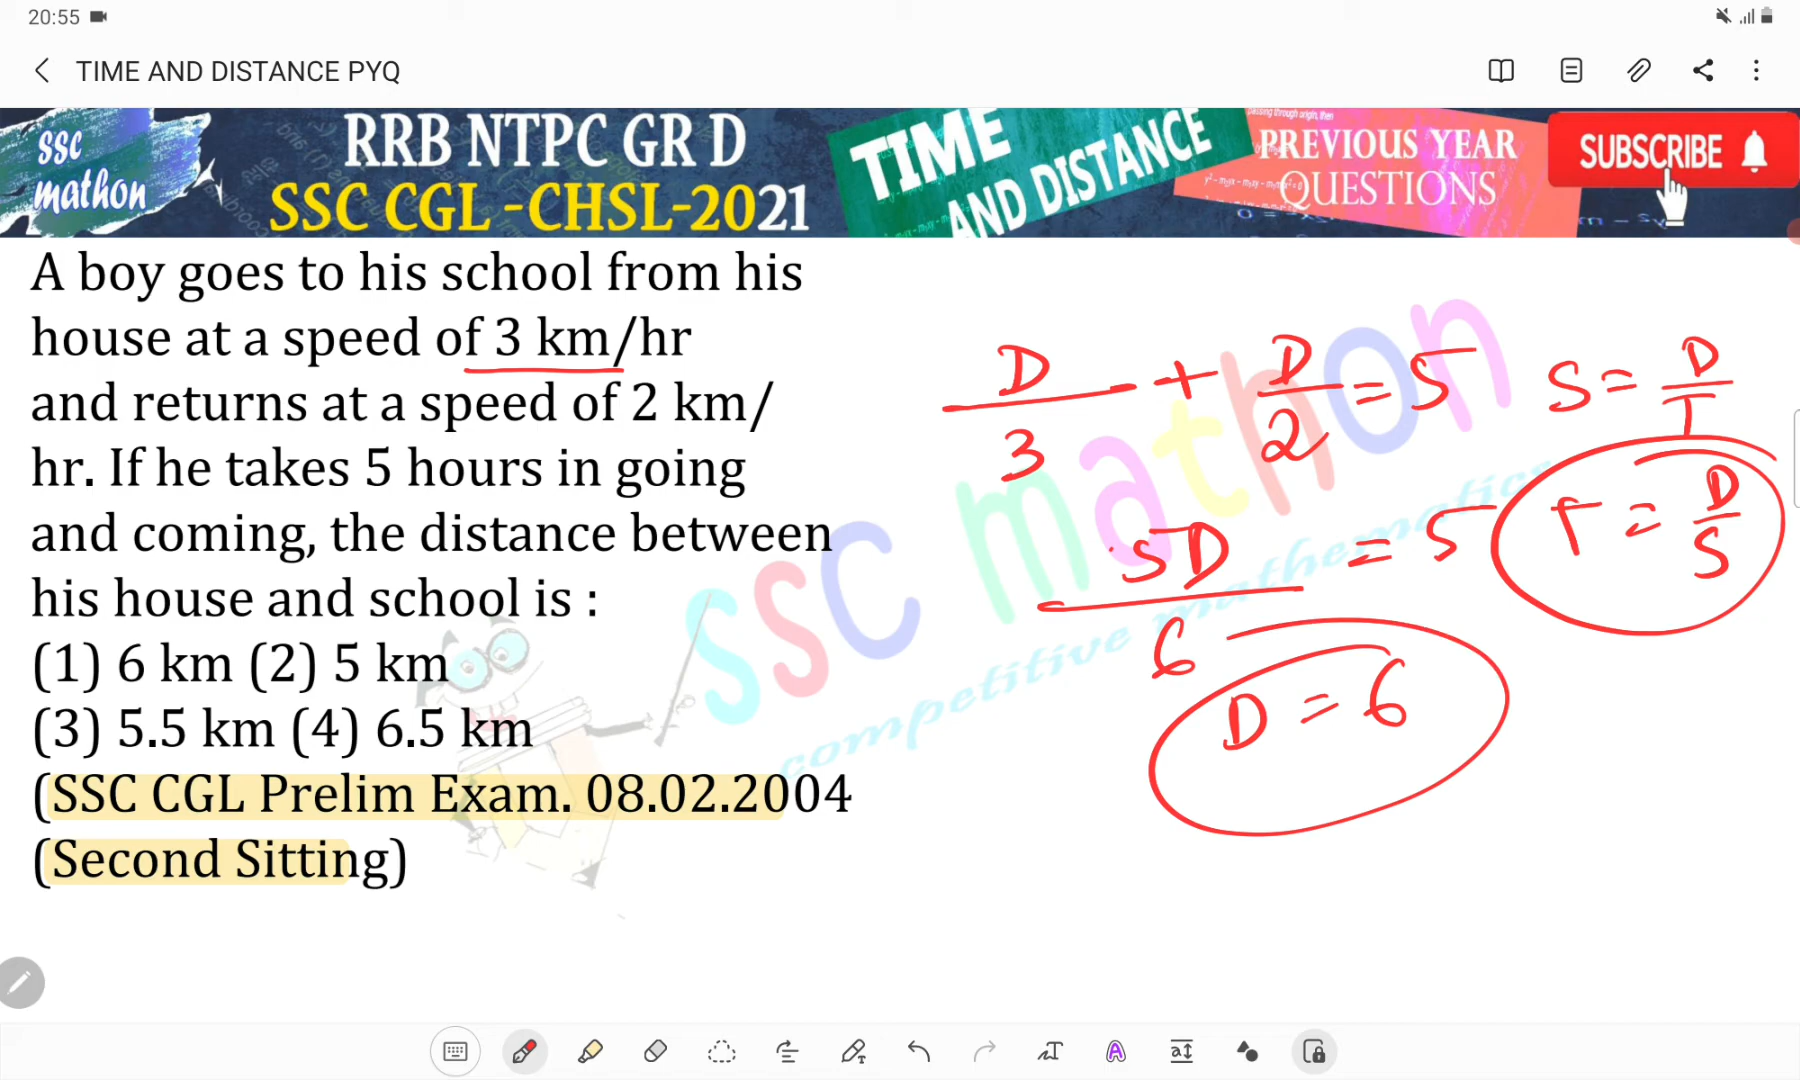 20:55
TIME AND DISTANCE PYQ
ssc
mathon
RRB NTPC GR D
SSC CGL -CHSL-2021
TIME
AND DISTANCE
passing through origin, then
PREVIOUS YEAR
QUESTIONS
SUBSCRIBE
A boy goes to his school from his
house at a speed of 3 km/hr
and returns at a speed of 2 km/
hr. If he takes 5 hours in going
and coming, the distance between
his house and school is :
(1) 6 km (2) 5 km
(3) 5.5 km (4) 6.5 km
(SSC CGL Prelim Exam. 08.02.2004
(Second Sitting)
D/3 + D/2 = 5
5D/6 = 5
D = 6
S = D/T
T = D/S
SSC mathon
competitive mathematics